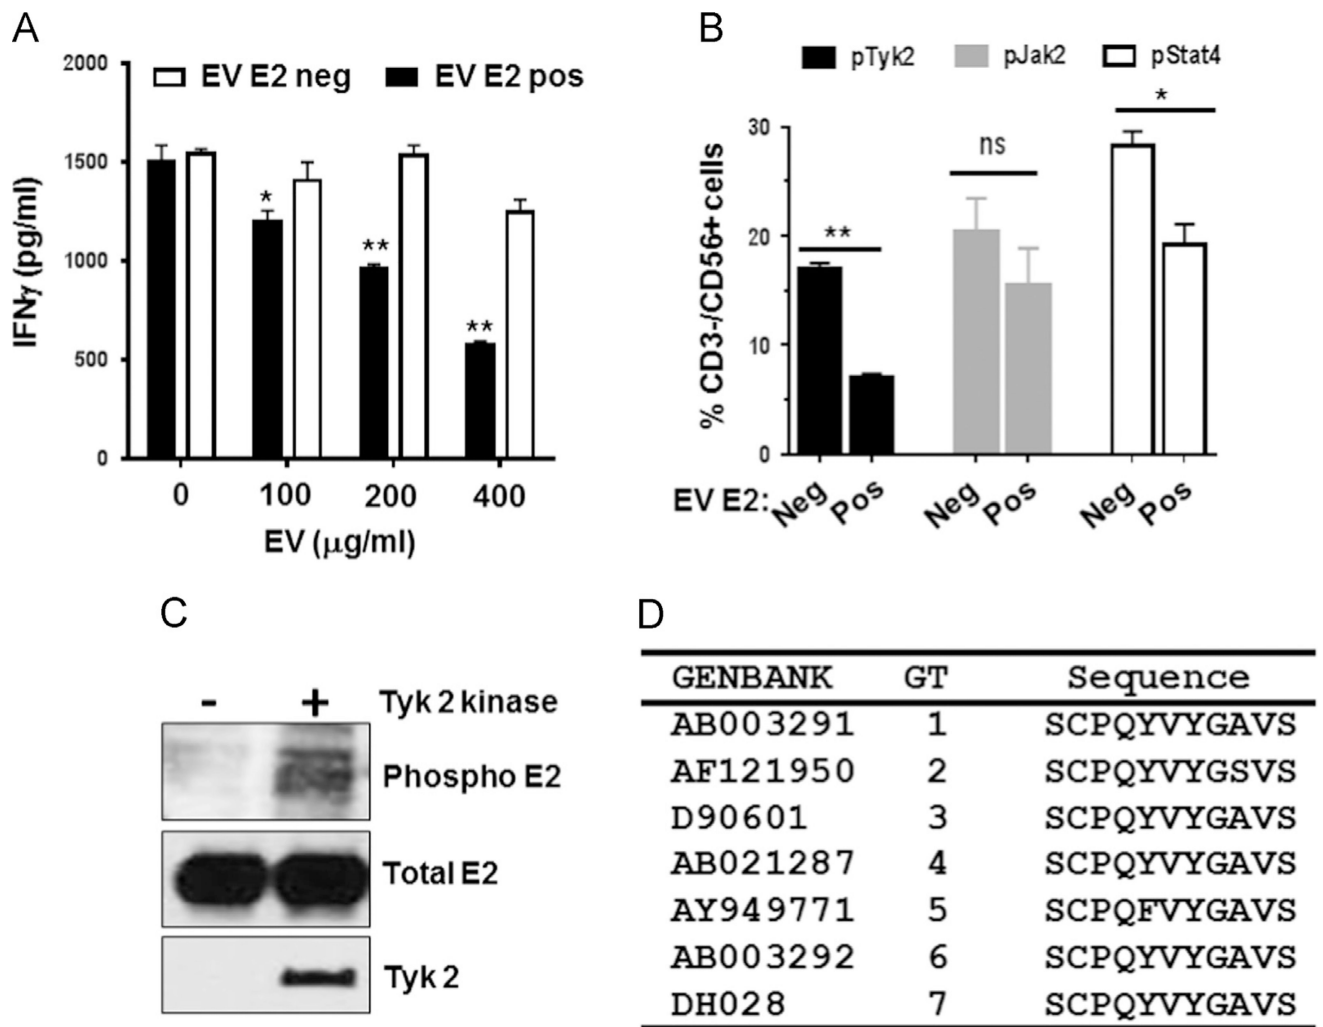 A
2000
EV E2 neg EV E2 pos
1500
1000
500
0
IFNγ (pg/ml)
*
**
**
0 100 200 400
EV (μg/ml)
B
pTyk2 pJak2 pStat4
30
20
10
0
% CD3-/CD56+cells
**
ns
*
EV E2: Neg Pos Neg Pos Neg Pos
C
- + Tyk 2 kinase
Phospho E2
Total E2
Tyk 2
D
GENBANK GT Sequence
AB003291 1 SCPQYVYGAVS
AF121950 2 SCPQYVYGSVS
D90601 3 SCPQYVYGAVS
AB021287 4 SCPQYVYGAVS
AY949771 5 SCPQFVYGAVS
AB003292 6 SCPQYVYGAVS
DH028 7 SCPQYVYGAVS